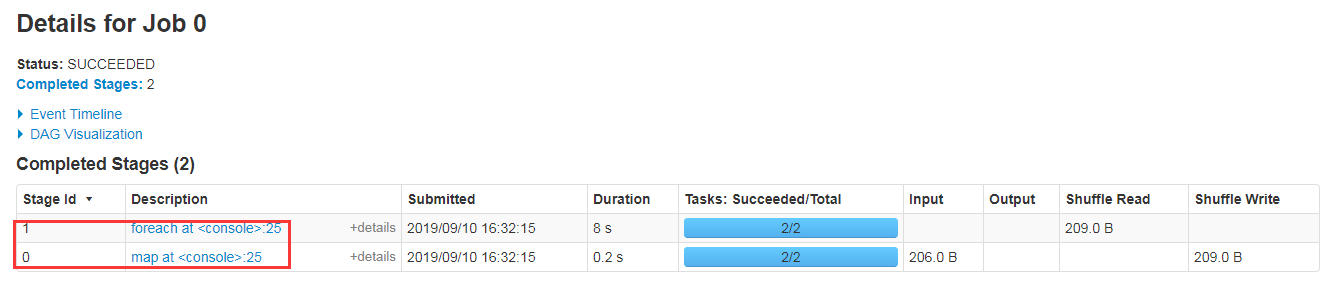 Details for Job 0
Status: SUCCEEDED
Completed Stages: 2
Event Timeline
DAG Visualization
Completed Stages (2)
Stage Id Description Submitted Duration Tasks: Succeeded/Total Input Output Shuffle Read Shuffle Write
1 foreach at <console>:25 +details 2019/09/10 16:32:15 8 s 2/2 209.0 B
0 map at <console>:25 +details 2019/09/10 16:32:15 0.2 s 2/2 206.0 B 209.0 B